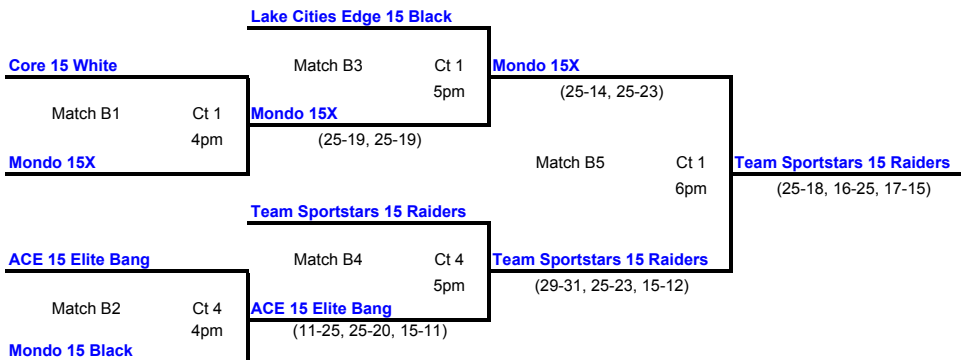 Lake Cities Edge 15 Black
Core 15 White
Match B3 Ct 1
Mondo 15X
5pm
(25-14, 25-23)
Match B1 Ct 1
Mondo 15X
4pm
(25-19, 25-19)
Mondo 15X
Match B5 Ct 1
Team Sportstars 15 Raiders
6pm
(25-18, 16-25, 17-15)
Team Sportstars 15 Raiders
ACE 15 Elite Bang
Match B4 Ct 4
Team Sportstars 15 Raiders
5pm
(29-31, 25-23, 15-12)
Match B2 Ct 4
ACE 15 Elite Bang
4pm
(11-25, 25-20, 15-11)
Mondo 15 Black